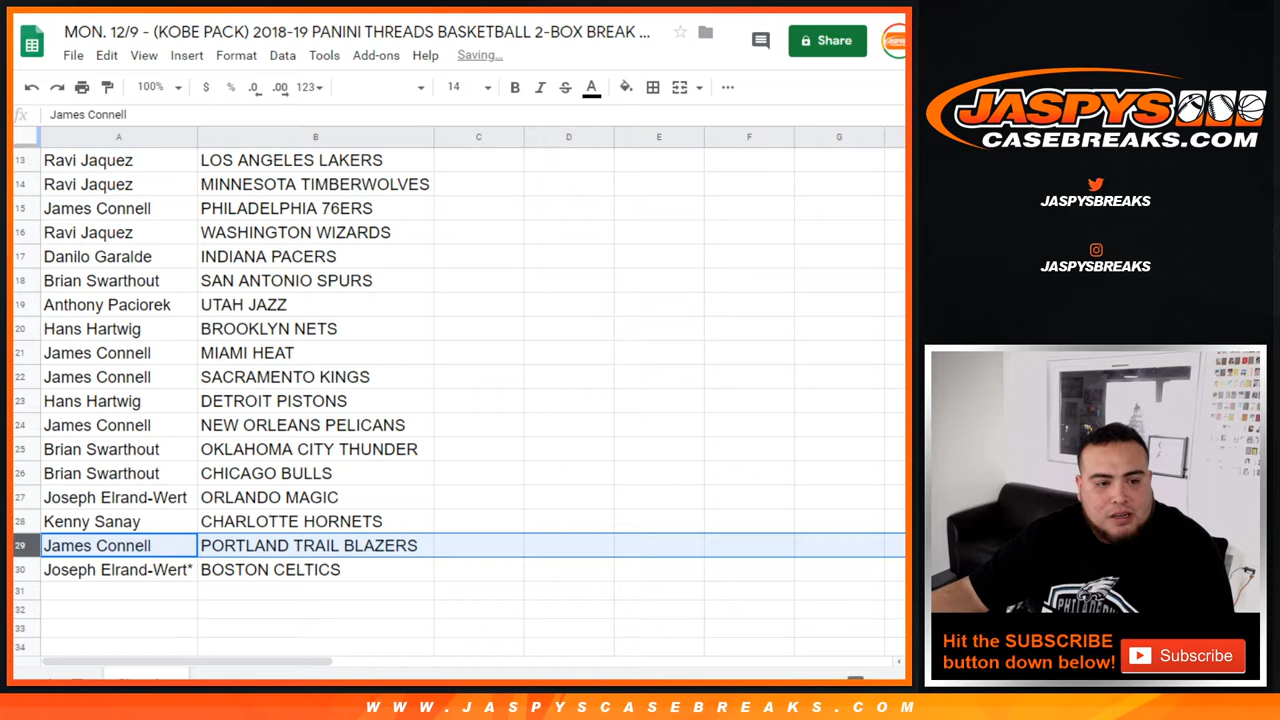 MON. 12/9 - (KOBE PACK) 2018-19 PANINI THREADS BASKETBALL 2-BOX BREAK ...
File Edit View Insert Format Data Tools Add-ons Help Saving...
Share
100% $ % .0 .00 123 14 B I S A
fx James Connell
A B C D E F G
13 Ravi Jaquez LOS ANGELES LAKERS
14 Ravi Jaquez MINNESOTA TIMBERWOLVES
15 James Connell PHILADELPHIA 76ERS
16 Ravi Jaquez WASHINGTON WIZARDS
17 Danilo Garalde INDIANA PACERS
18 Brian Swarthout SAN ANTONIO SPURS
19 Anthony Paciorek UTAH JAZZ
20 Hans Hartwig BROOKLYN NETS
21 James Connell MIAMI HEAT
22 James Connell SACRAMENTO KINGS
23 Hans Hartwig DETROIT PISTONS
24 James Connell NEW ORLEANS PELICANS
25 Brian Swarthout OKLAHOMA CITY THUNDER
26 Brian Swarthout CHICAGO BULLS
27 Joseph Elrand-Wert ORLANDO MAGIC
28 Kenny Sanay CHARLOTTE HORNETS
29 James Connell PORTLAND TRAIL BLAZERS
30 Joseph Elrand-Wert* BOSTON CELTICS
31
32
33
34
JASPYS
CASEBREAKS.COM
JASPYSBREAKS
JASPYSBREAKS
Hit the SUBSCRIBE
button down below!
Subscribe
WWW.JASPYSCASEBREAKS.COM